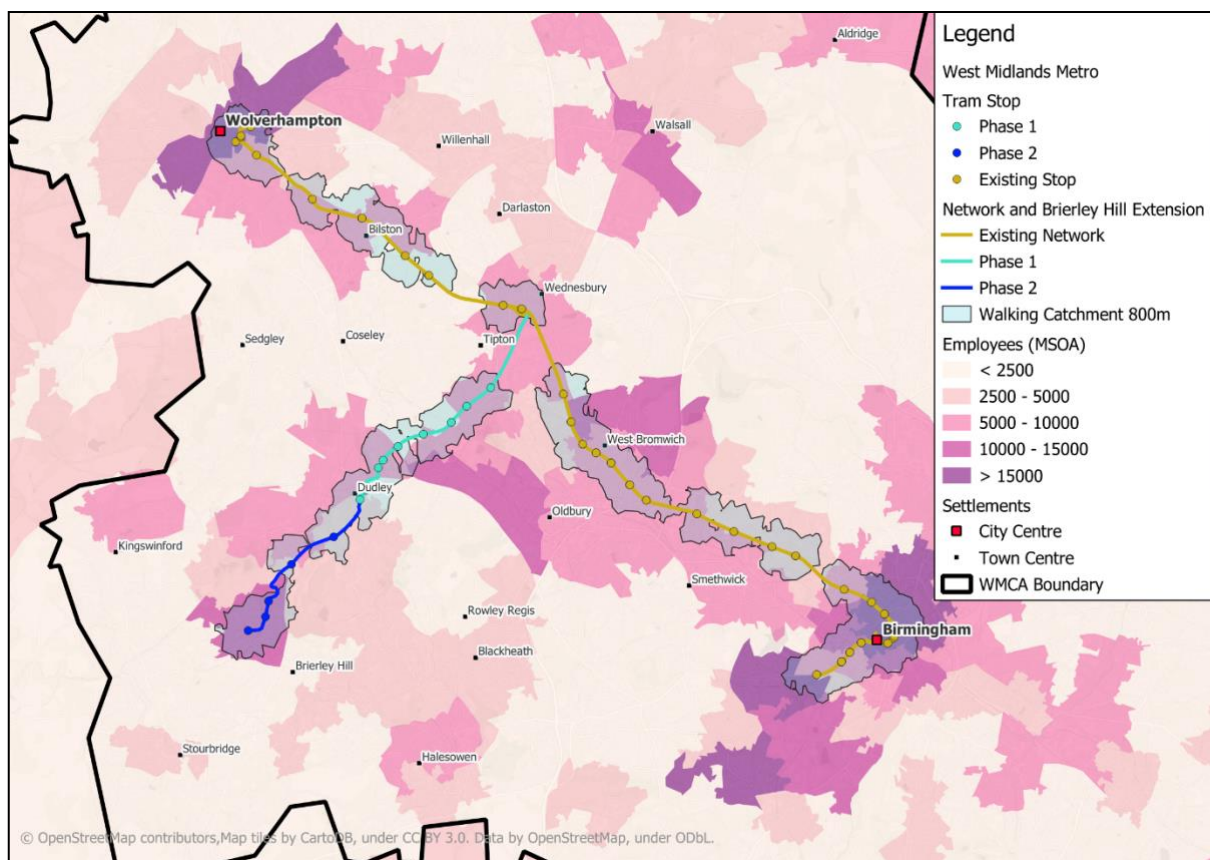 Aldridge
Wolverhampton
Walsall
Willenhall
Darlaston
Bilston
Wednesbury
Sedgley
Coseley
Tipton
West Bromwich
Dudley
Oldbury
Kingswinford
Smethwick
Rowley Regis
Birmingham
Blackheath
Brierley Hill
Stourbridge
Halesowen
© OpenStreetMap contributors,Map tiles by CartoDB, under CC BY 3.0. Data by OpenStreetMap, under ODbL.
Legend
West Midlands Metro
Tram Stop
Phase 1
Phase 2
Existing Stop
Network and Brierley Hill Extension
Existing Network
Phase 1
Phase 2
Walking Catchment 800m
Employees (MSOA)
< 2500
2500 - 5000
5000 - 10000
10000 - 15000
> 15000
Settlements
City Centre
Town Centre
WMCA Boundary